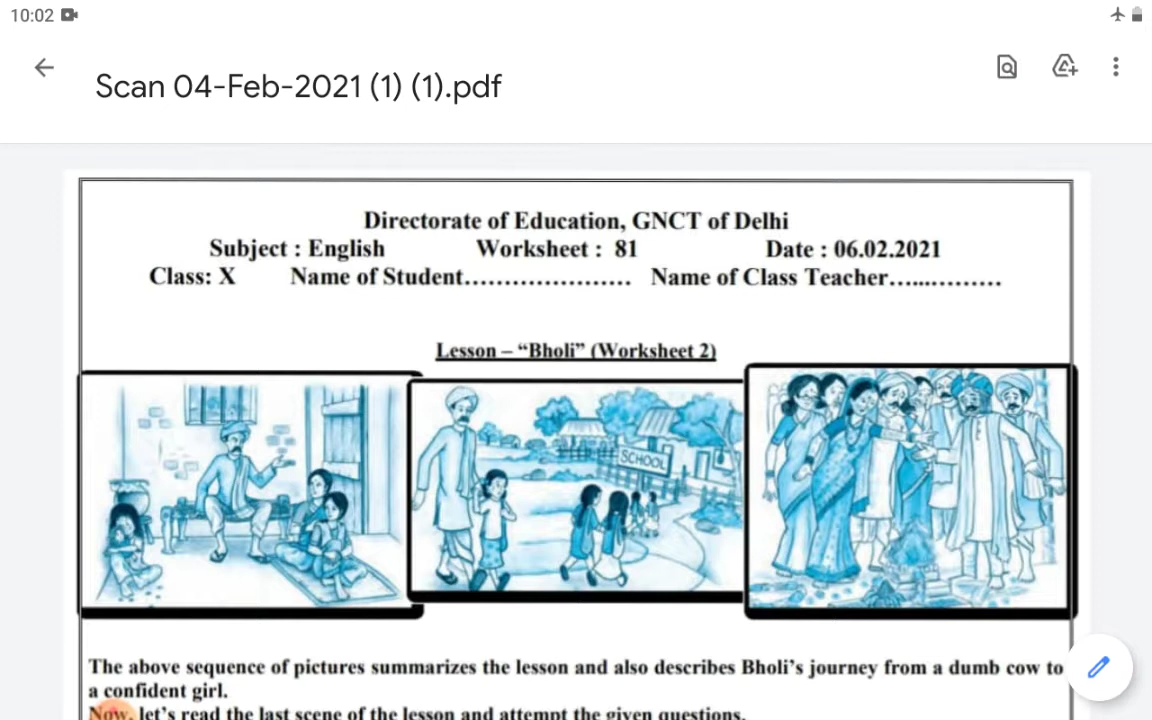 10:02
Scan 04-Feb-2021 (1) (1).pdf
Directorate of Education, GNCT of Delhi
Subject : English Worksheet : 81 Date : 06.02.2021
Class: X Name of Student..................... Name of Class Teacher..............
Lesson – “Bholi” (Worksheet 2)
SCHOOL
The above sequence of pictures summarizes the lesson and also describes Bholi’s journey from a dumb cow to
a confident girl.
Now, let’s read the last scene of the lesson and attempt the given questions.